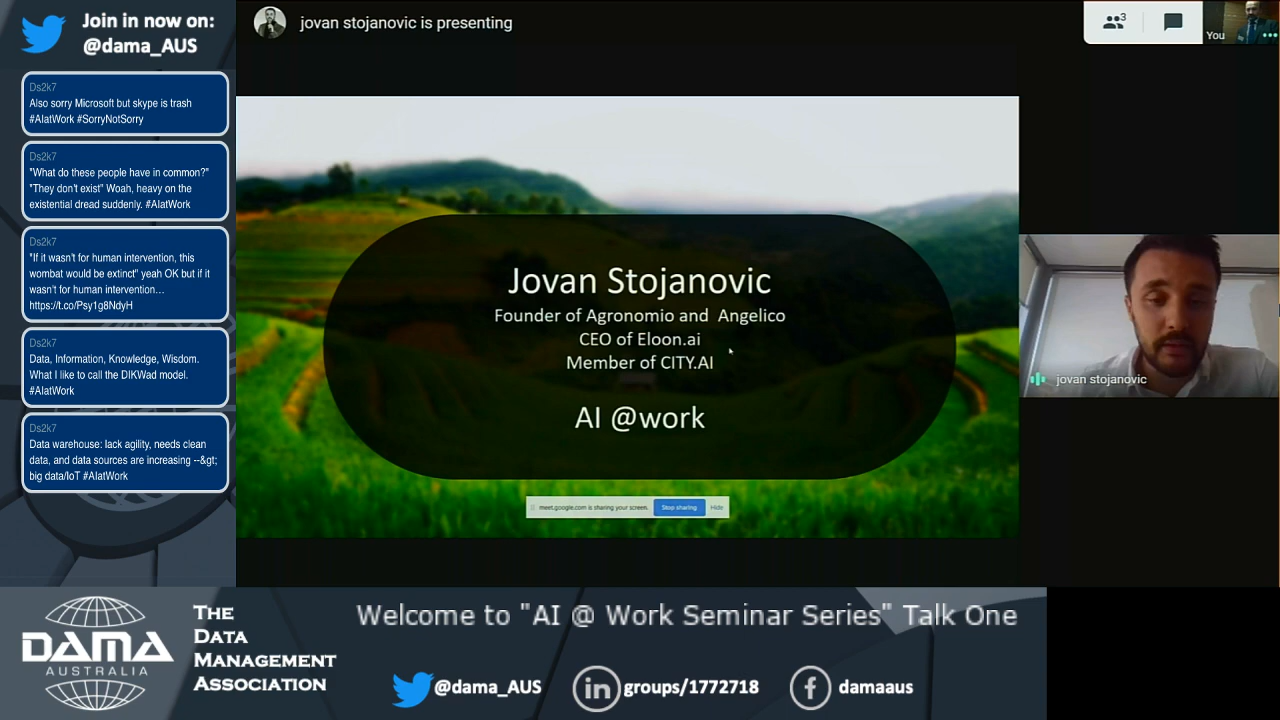 Join in now on:
@dama_AUS
Ds2k7
Also sorry Microsoft but skype is trash
#AIatWork #SorryNotSorry
Ds2k7
"What do these people have in common?"
"They don't exist" Woah, heavy on the
existential dread suddenly. #AIatWork
Ds2k7
"If it wasn't for human intervention, this
wombat would be extinct" yeah OK but if it
wasn't for human intervention…
https://t.co/Psy1g8NdyH
Ds2k7
Data, Information, Knowledge, Wisdom.
What I like to call the DIKWad model.
#AIatWork
Ds2k7
Data warehouse: lack agility, needs clean
data, and data sources are increasing --&gt;
big data/IoT #AIatWork
jovan stojanovic is presenting
3
You
Jovan Stojanovic
Founder of Agronomio and Angelico
CEO of Eloon.ai
Member of CITY.AI
AI @work
meet.google.com is sharing your screen.
Stop sharing
Hide
jovan stojanovic
DAMA
AUSTRALIA
THE
DATA
MANAGEMENT
ASSOCIATION
Welcome to "AI @ Work Seminar Series" Talk One
@dama_AUS
in
groups/1772718
f
damaaus